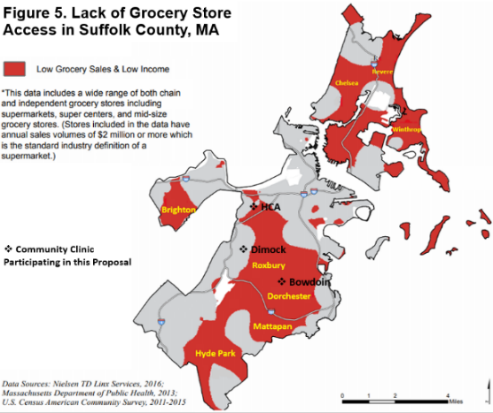 Figure 5. Lack of Grocery Store
Access in Suffolk County, MA
Low Grocery Sales & Low Income
*This data includes a wide range of both chain
and independent grocery stores including
supermarkets, super centers, and mid-size
grocery stores. (Stores included in the data have
annual sales volumes of $2 million or more which
is the standard industry definition of a
supermarket.)
Revere
Chelsea
Winthrop
Brighton
HCA
❖ Community Clinic
Participating in this Proposal
Dimock
Roxbury
Bowdoin
Dorchester
Mattapan
Hyde Park
Data Sources: Nielsen TD Linx Services, 2016;
Massachusetts Department of Public Health, 2013;
U.S. Census American Community Survey, 2011-2015
0 2 4
Miles